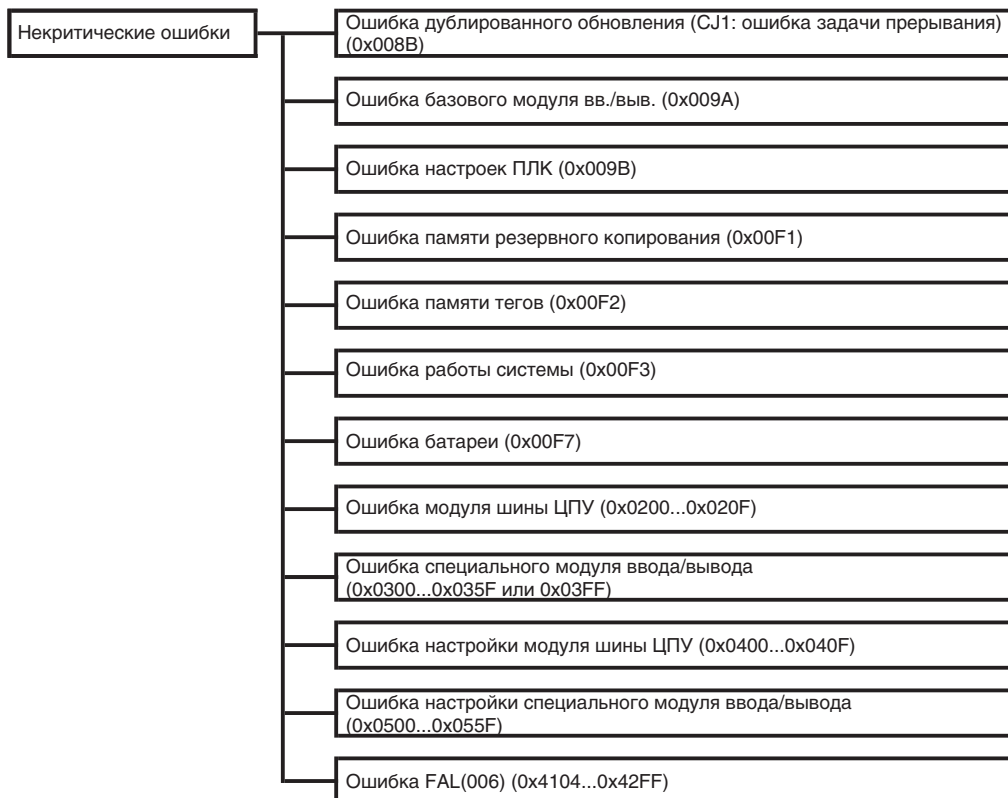 Некритические ошибки
Ошибка дублированного обновления (CJ1: ошибка задачи прерывания)
(0x008B)
Ошибка базового модуля вв./выв. (0x009A)
Ошибка настроек ПЛК (0x009B)
Ошибка памяти резервного копирования (0x00F1)
Ошибка памяти тегов (0x00F2)
Ошибка работы системы (0x00F3)
Ошибка батареи (0x00F7)
Ошибка модуля шины ЦПУ (0x0200...0x020F)
Ошибка специального модуля ввода/вывода
(0x0300...0x035F или 0x03FF)
Ошибка настройки модуля шины ЦПУ (0x0400...0x040F)
Ошибка настройки специального модуля ввода/вывода
(0x0500...0x055F)
Ошибка FAL(006) (0x4104...0x42FF)